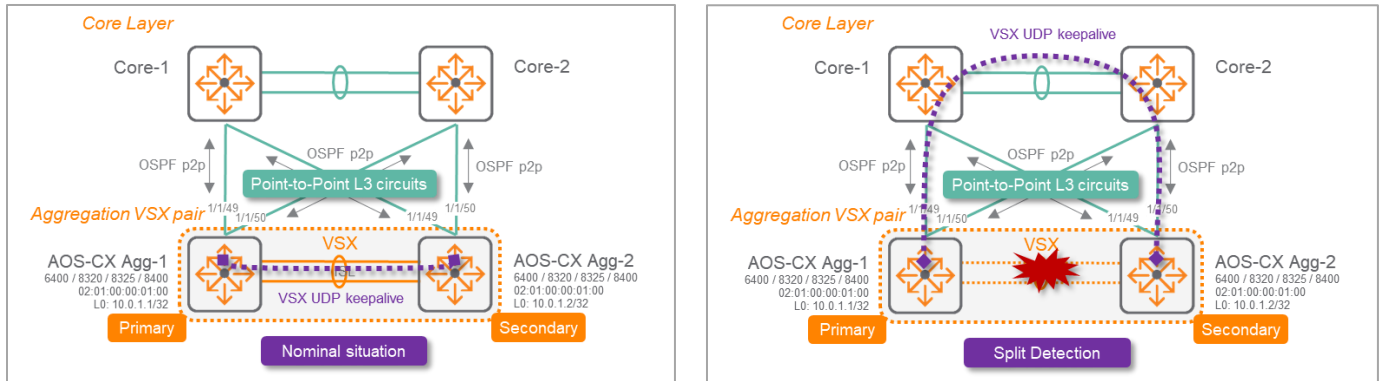 Core Layer
Core-1
Core-2
OSPF p2p
OSPF p2p
OSPF p2p
Point-to-Point L3 circuits
Aggregation VSX pair
1/1/49
1/1/50
1/1/49
1/1/50
VSX
ISL
VSX UDP keepalive
AOS-CX Agg-1
6400 / 8320 / 8325 / 8400
02:01:00:00:01:00
L0: 10.0.1.1/32
AOS-CX Agg-2
6400 / 8320 / 8325 / 8400
02:01:00:00:01:00
L0: 10.0.1.2/32
Primary
Secondary
Nominal situation
Core Layer
VSX UDP keepalive
Core-1
Core-2
OSPF p2p
OSPF p2p
OSPF p2p
Point-to-Point L3 circuits
Aggregation VSX pair
1/1/49
1/1/50
1/1/49
1/1/50
VSX
AOS-CX Agg-1
6400 / 8320 / 8325 / 8400
02:01:00:00:01:00
L0: 10.0.1.1/32
AOS-CX Agg-2
6400 / 8320 / 8325 / 8400
02:01:00:00:01:00
L0: 10.0.1.2/32
Primary
Secondary
Split Detection